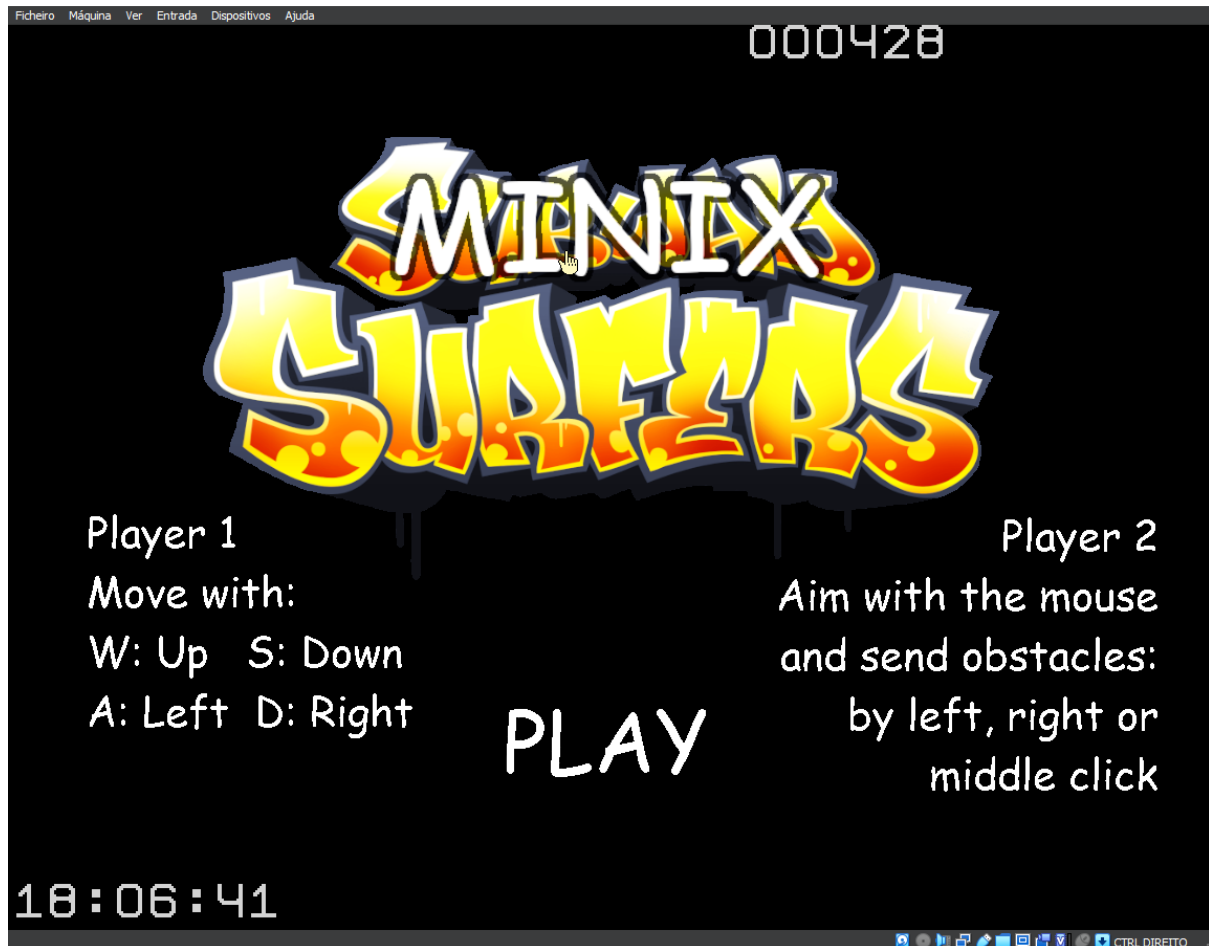 Ficheiro Máquina Ver Entrada Dispositivos Ajuda
000428
SUBWAY
MINIX
SURFERS
Player 1
Move with:
W: Up S: Down
A: Left D: Right
PLAY
Player 2
Aim with the mouse
and send obstacles:
by left, right or
middle click
18:06:41
CTRL DIREITO